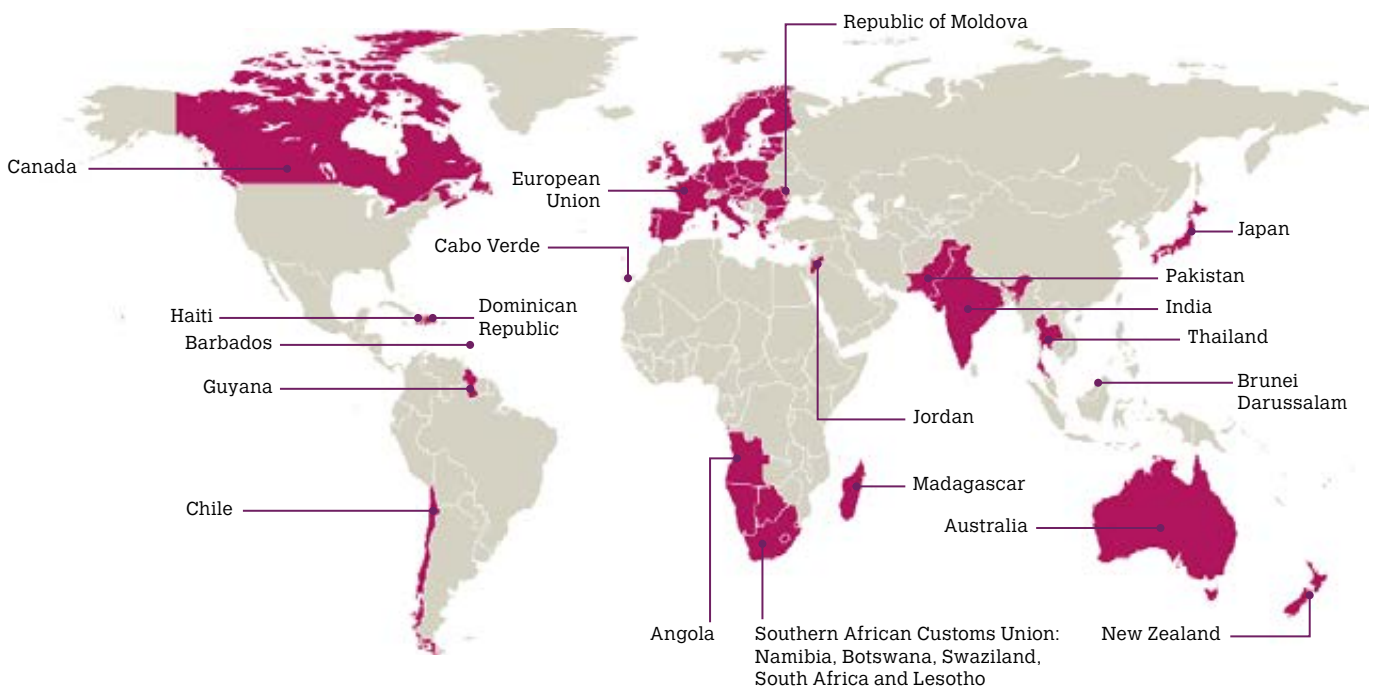 Republic of Moldova
Canada
European
Union
Cabo Verde
Japan
Pakistan
India
Thailand
Haiti
Dominican
Republic
Barbados
Guyana
Brunei
Darussalam
Jordan
Madagascar
Chile
Australia
Angola
Southern African Customs Union:
Namibia, Botswana, Swaziland,
South Africa and Lesotho
New Zealand